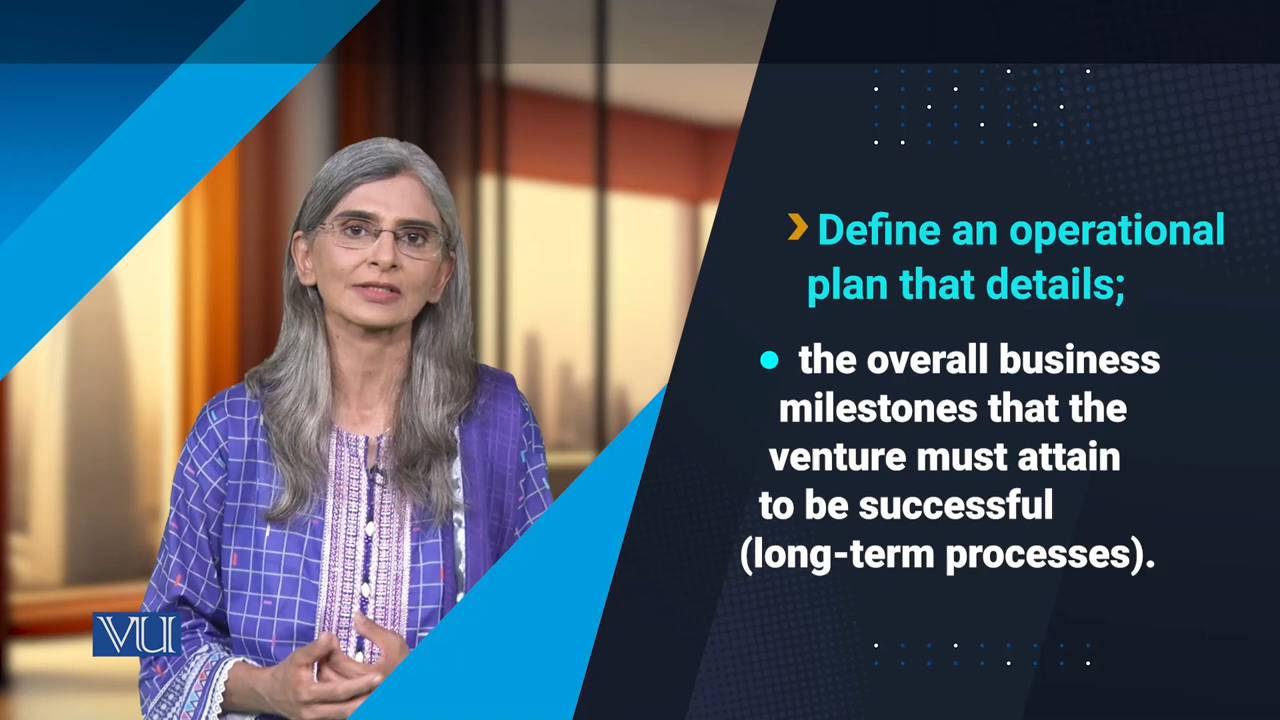 Define an operational
plan that details;
the overall business
milestones that the
venture must attain
to be successful
(long-term processes).
VU